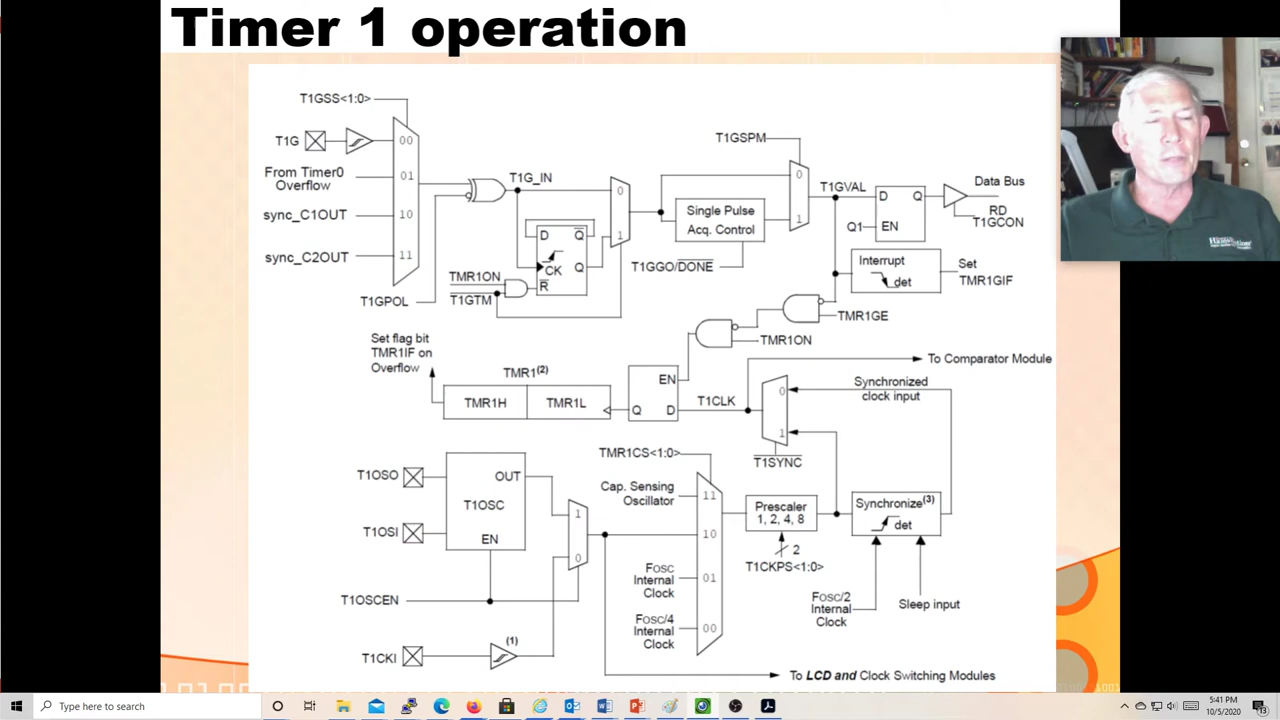 Timer 1 operation
T1GSS<1:0>
T1G
00
From Timer0
Overflow
01
sync_C1OUT
10
sync_C2OUT
11
T1GPOL
T1G_IN
0
1
D
Q
CK
Q
R
TMR1ON
T1GTM
T1GSPM
0
1
Single Pulse
Acq. Control
T1GGO/DONE
T1GVAL
D
Q
Q1
EN
Data Bus
RD
T1GCON
Interrupt
det
Set
TMR1GIF
TMR1GE
TMR1ON
Set flag bit
TMR1IF on
Overflow
TMR1(2)
TMR1H
TMR1L
EN
Q
D
T1CLK
To Comparator Module
0
1
Synchronized
clock input
T1SYNC
TMR1CS<1:0>
T1OSO
T1OSI
OUT
T1OSC
EN
1
0
T1OSCEN
T1CKI
(1)
Cap. Sensing
Oscillator
11
10
FOSC
Internal
Clock
01
FOSC/4
Internal
Clock
00
Prescaler
1, 2, 4, 8
2
T1CKPS<1:0>
Synchronize(3)
det
FOSC/2
Internal
Clock
Sleep input
To LCD and Clock Switching Modules
Type here to search
5:41 PM
10/5/2020